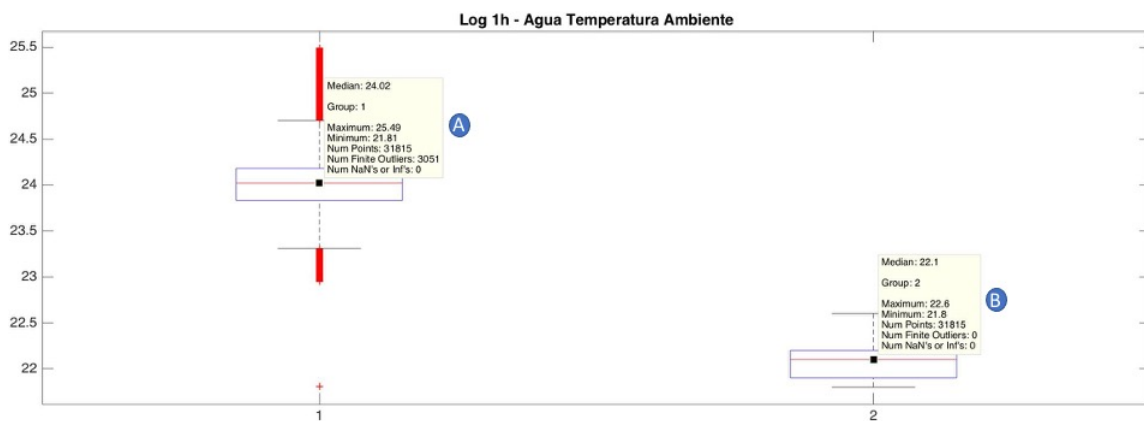 Log 1h - Agua Temperatura Ambiente
25.5
25
24.5
24
23.5
23
22.5
22
Median: 24.02
Group: 1
Maximum: 25.49
Minimum: 21.81
Num Points: 31815
Num Finite Outliers: 3051
Num NaN's or Inf's: 0
A
Median: 22.1
Group: 2
Maximum: 22.6
Minimum: 21.8
Num Points: 31815
Num Finite Outliers: 0
Num NaN's or Inf's: 0
B
1
2